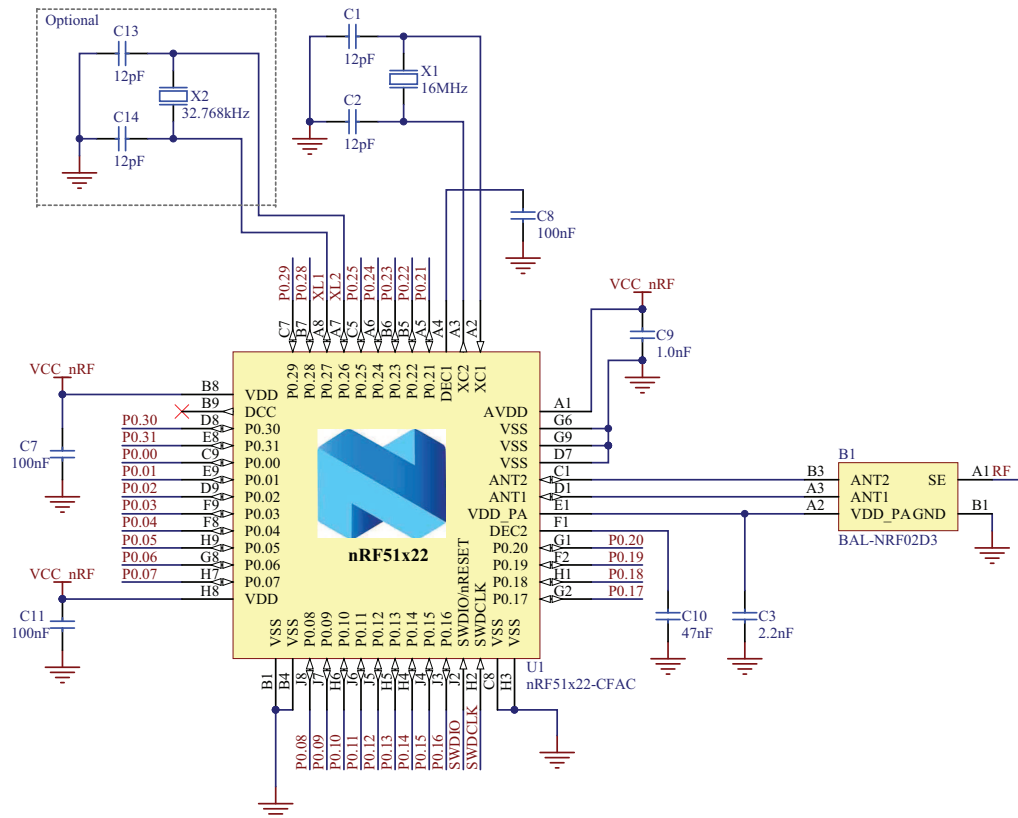 Optional
C13
12pF
X2
32.768kHz
C14
12pF
C1
12pF
X1
16MHz
C2
12pF
C8
100nF
P0.29
P0.28
XL1
XL2
P0.25
P0.24
P0.23
P0.22
P0.21
C7
B7
A8
A7
C5
A6
B6
B5
A5
A4
A3
A2
P0.29
P0.28
P0.27
P0.26
P0.25
P0.24
P0.23
P0.22
P0.21
DEC1
XC2
XC1
VCC_nRF
C9
1.0nF
VCC_nRF
C7
100nF
B8 VDD
B9 DCC
P0.30 D8 P0.30
P0.31 E8 P0.31
P0.00 C9 P0.00
P0.01 E9 P0.01
P0.02 D9 P0.02
P0.03 F9 P0.03
P0.04 F8 P0.04
P0.05 H9 P0.05
P0.06 G8 P0.06
P0.07 H7 P0.07
H8 VDD
VCC_nRF
C11
100nF
nRF51x22
AVDD A1
VSS G6
VSS G9
VSS D7
ANT2 C1
ANT1 D1
VDD_PA E1
DEC2 F1
P0.20 G1 P0.20
P0.19 F2 P0.19
P0.18 H1 P0.18
P0.17 G2 P0.17
B1
B3 ANT2 SE A1 RF
A3 ANT1
A2 VDD_PA GND B1
BAL-NRF02D3
C10
47nF
C3
2.2nF
VSS
VSS
P0.08
P0.09
P0.10
P0.11
P0.12
P0.13
P0.14
P0.15
P0.16
SWDIO/nRESET
SWDCLK
VSS
VSS
U1
nRF51x22-CFAC
B1
B4
J8
J7
H6
J6
J5
H5
H4
J4
J3
J2
H2
C8
H3
P0.08
P0.09
P0.10
P0.11
P0.12
P0.13
P0.14
P0.15
P0.16
SWDIO
SWDCLK